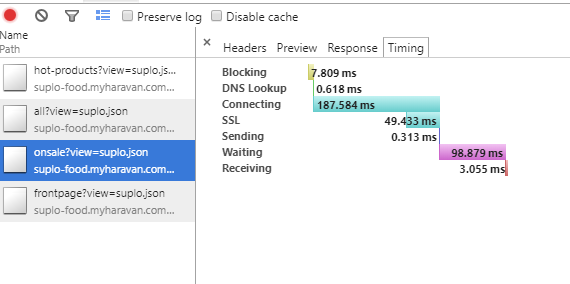 Preserve log Disable cache
Name
Path
× Headers Preview Response Timing
hot-products?view=suplo.js...
suplo-food.myharavan.com...
all?view=suplo.json
suplo-food.myharavan.com...
onsale?view=suplo.json
suplo-food.myharavan.com...
frontpage?view=suplo.json
suplo-food.myharavan.com...
Blocking 7.809 ms
DNS Lookup 0.618 ms
Connecting 187.584 ms
SSL 49.433 ms
Sending 0.313 ms
Waiting 98.879 ms
Receiving 3.055 ms